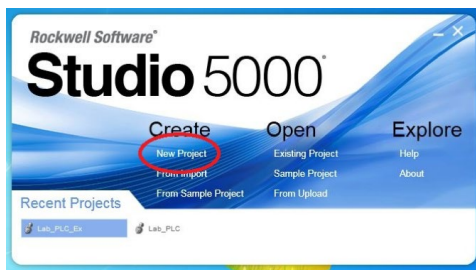 Rockwell Software®
Studio 5000®
Create
New Project
From Import
From Sample Project
Open
Existing Project
Sample Project
From Upload
Explore
Help
About
Recent Projects
Lab_PLC_Ex
Lab_PLC